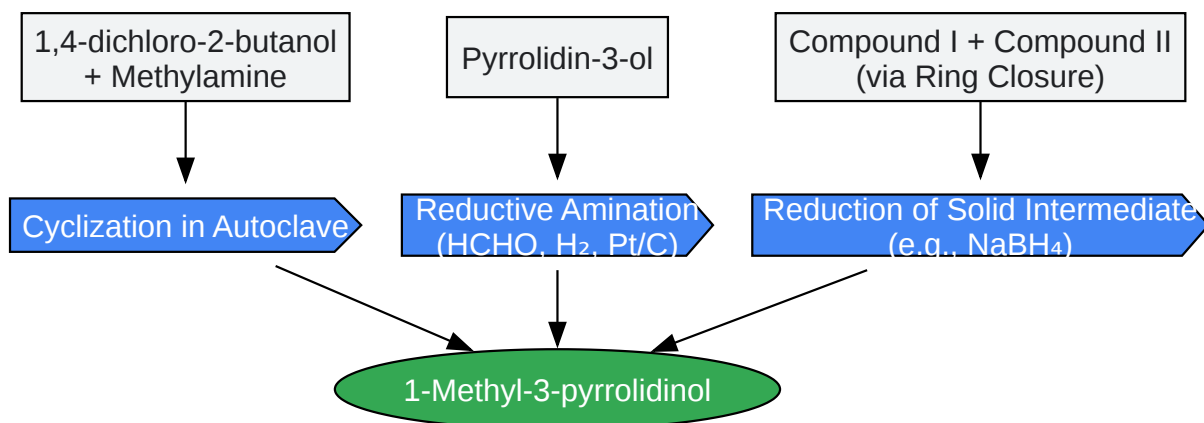 1,4-dichloro-2-butanol
+ Methylamine
Pyrrolidin-3-ol
Compound I + Compound II
(via Ring Closure)
Cyclization in Autoclave
Reductive Amination
(HCHO, H₂, Pt/C)
Reduction of Solid Intermediate
(e.g., NaBH₄)
1-Methyl-3-pyrrolidinol